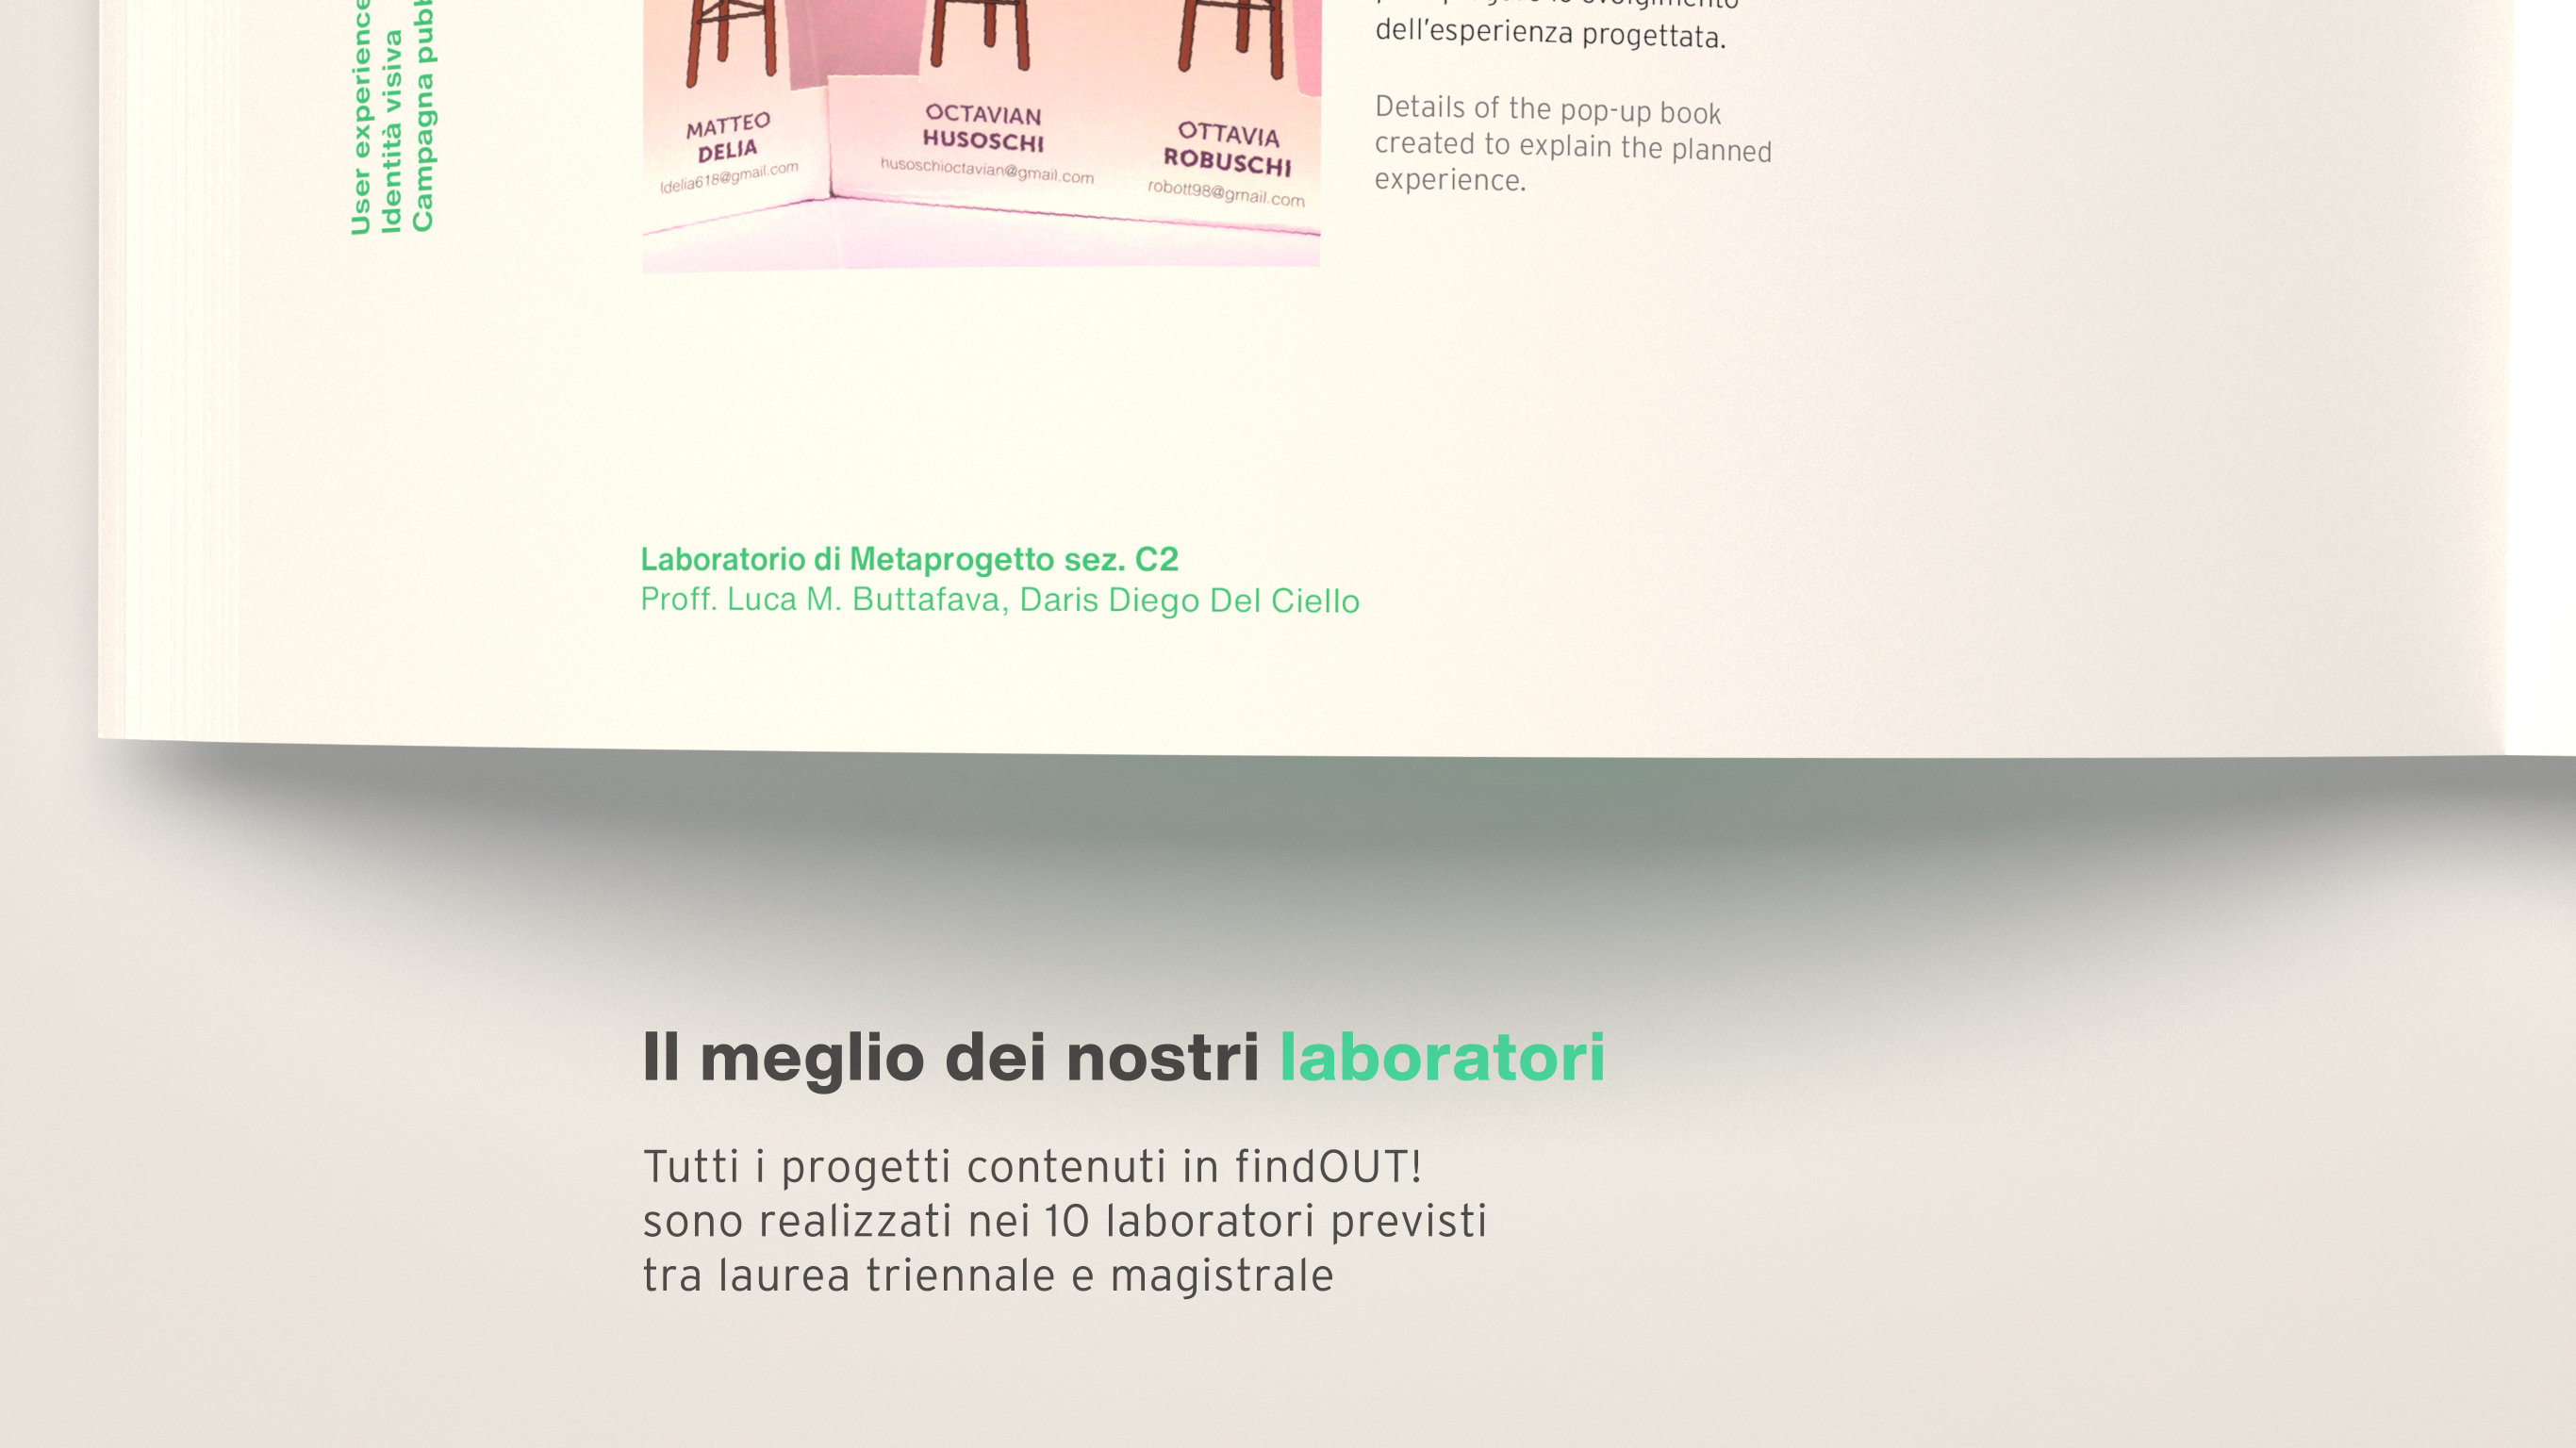 User experience
Identità visiva
Campagna
MATTEO
DELIA
ldelia618@gmail.com
OCTAVIAN
HUSOSCHI
husoschioctavian@gmail.com
OTTAVIA
ROBUSCHI
robott98@gmail.com
svolgimento
dell'esperienza progettata.
Details of the pop-up book
created to explain the planned
experience.
Laboratorio di Metaprogetto sez. C2
Proff. Luca M. Buttafava, Daris Diego Del Ciello
Il meglio dei nostri laboratori
Tutti i progetti contenuti in findOUT!
sono realizzati nei 10 laboratori previsti
tra laurea triennale e magistrale